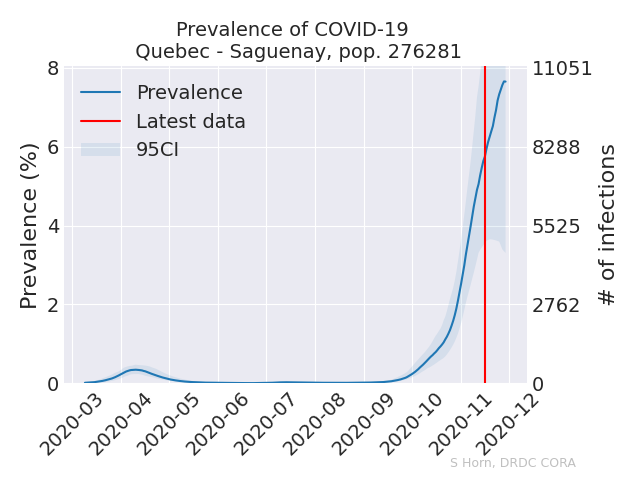 Prevalence of COVID-19
Quebec - Saguenay, pop. 276281
Prevalence (%)
8
6
4
2
0
Prevalence
Latest data
95CI
11051
8288
5525
2762
0
# of infections
2020-03
2020-04
2020-05
2020-06
2020-07
2020-08
2020-09
2020-10
2020-11
2020-12
S Horn, DRDC CORA